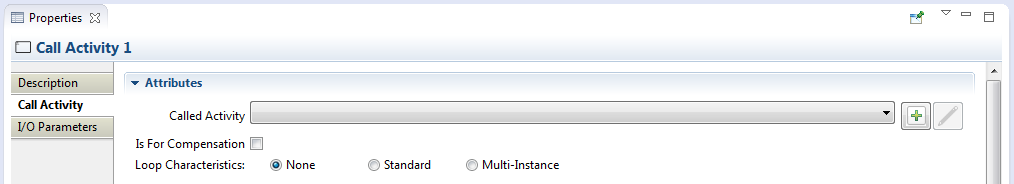 Properties
Call Activity 1
Description
Call Activity
I/O Parameters
Attributes
Called Activity
Is For Compensation
Loop Characteristics: None Standard Multi-Instance